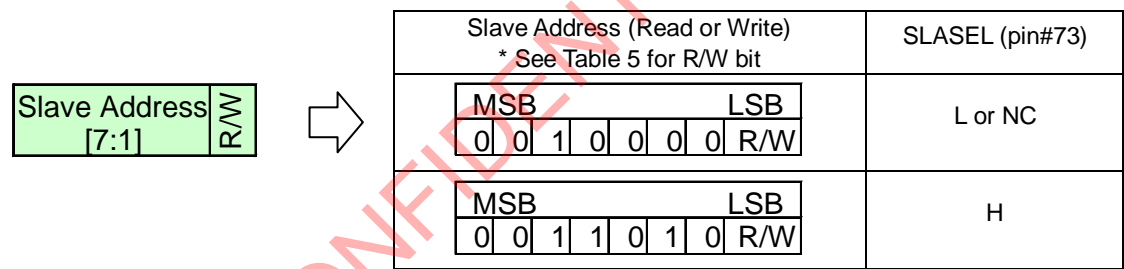 Slave Address (Read or Write)
* See Table 5 for R/W bit
SLASEL (pin#73)
Slave Address
[7:1]
R/W
MSB LSB
0 0 1 0 0 0 0 R/W
L or NC
MSB LSB
0 0 1 1 0 1 0 R/W
H
CONFIDENT